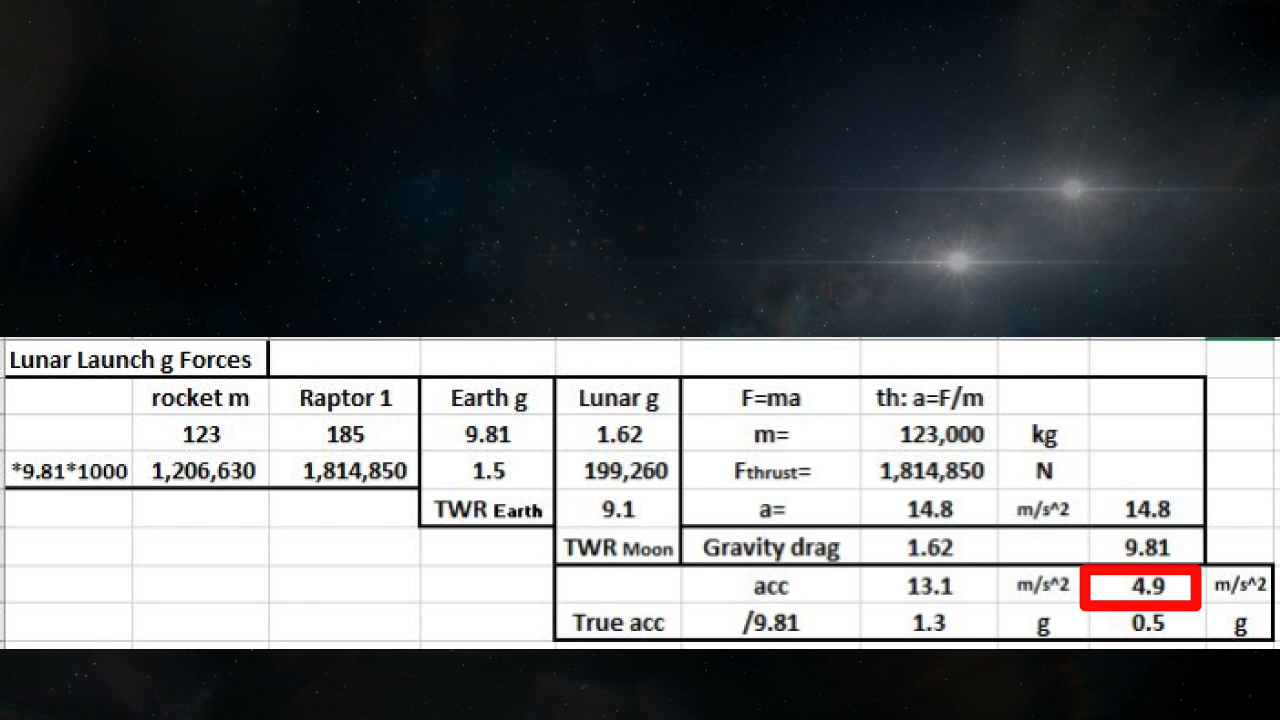 Lunar Launch g Forces
rocket m Raptor 1 Earth g Lunar g F=ma th: a=F/m
123 185 9.81 1.62 m= 123,000 kg
*9.81*1000 1,206,630 1,814,850 1.5 199,260 Fthrust= 1,814,850 N
TWR Earth 9.1 a= 14.8 m/s^2 14.8
TWR Moon Gravity drag 1.62 9.81
acc 13.1 m/s^2 4.9 m/s^2
True acc /9.81 1.3 g 0.5 g